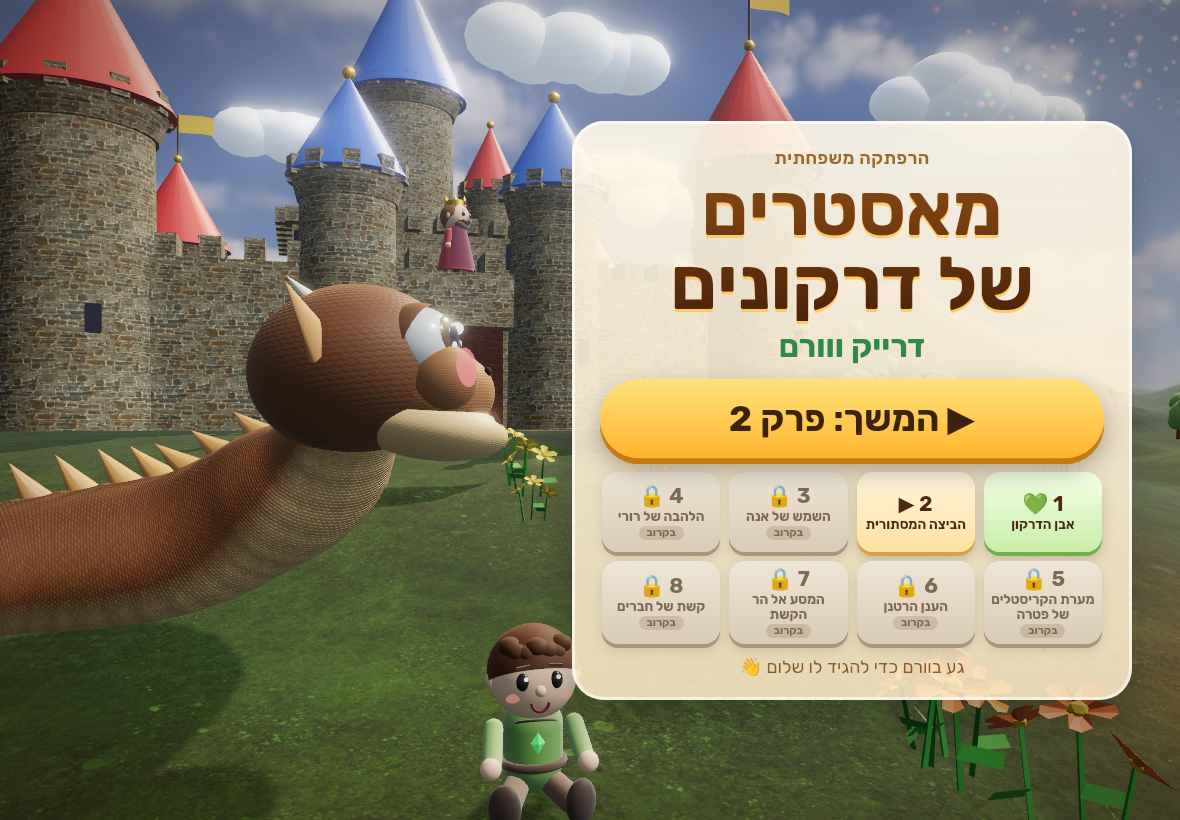 הרפתקה משפחתית
מאסטרים
של דרקונים
דרייק ווורם
▶ המשך: פרק 2
1 💚
אבן הדרקון
2 ▶
הביצה המסתורית
3 🔒
השמש של אנה
בקרוב
4 🔒
הלהבה של רורי
בקרוב
5 🔒
מערת הקריסטלים
של פטרה
בקרוב
6 🔒
הענן הרטגן
בקרוב
7 🔒
המסע אל הר
הקשת
בקרוב
8 🔒
קשת של חברים
בקרוב
גע בוורם כדי להגיד לו שלום 👋